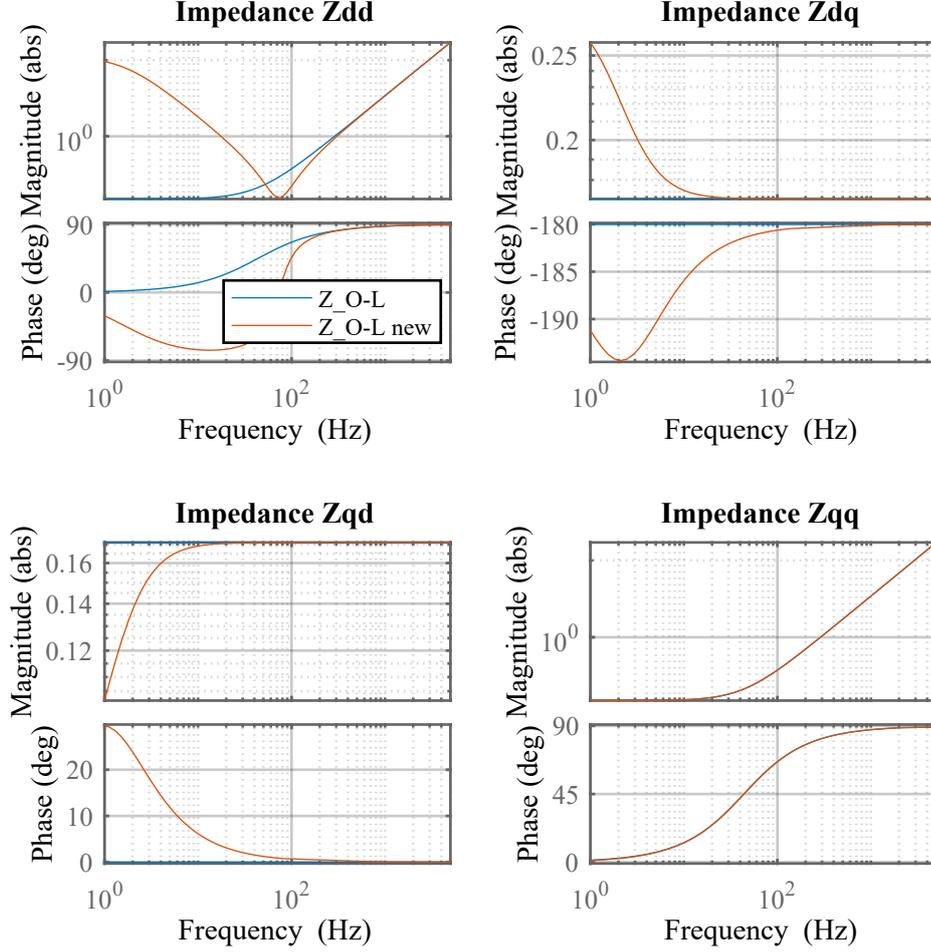 Impedance Zdd
Magnitude (abs)
10^0
Phase (deg)
90
0
-90
Z_O-L
Z_O-L new
10^0
10^2
Frequency (Hz)
Impedance Zdq
Magnitude (abs)
0.25
0.2
Phase (deg)
-180
-185
-190
10^0
10^2
Frequency (Hz)
Impedance Zqd
Magnitude (abs)
0.16
0.14
0.12
Phase (deg)
20
10
0
10^0
10^2
Frequency (Hz)
Impedance Zqq
Magnitude (abs)
10^0
Phase (deg)
90
45
0
10^0
10^2
Frequency (Hz)